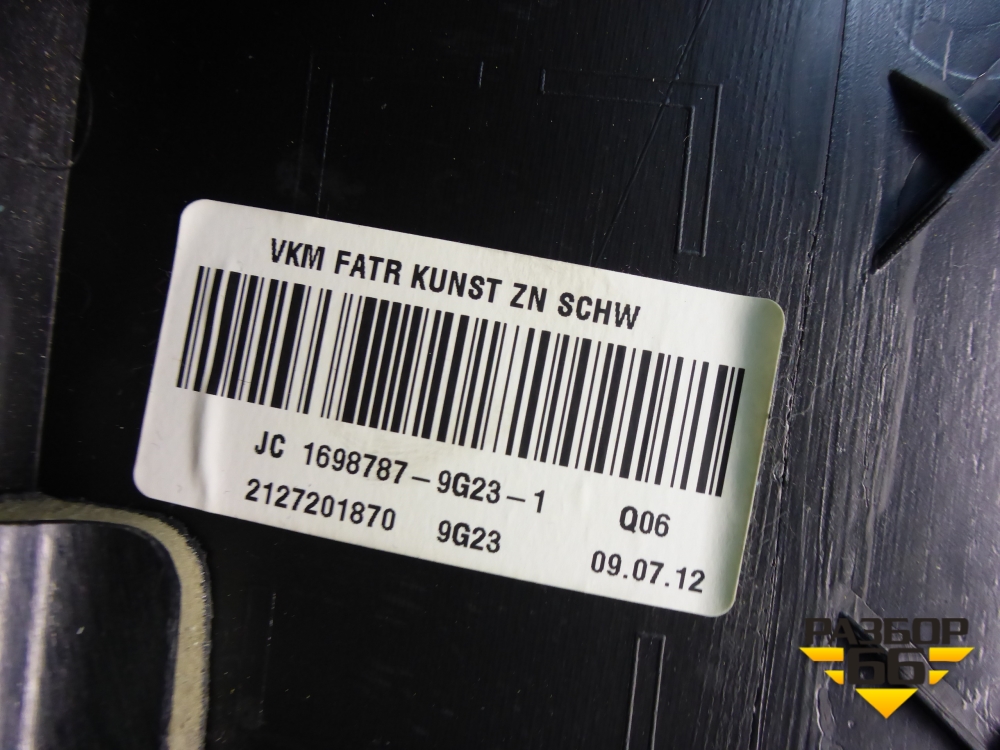 VKM FATR KUNST ZN SCHW
JC 1698787-9G23-1
Q06
2127201870 9G23
09.07.12
РАЗБОР
66